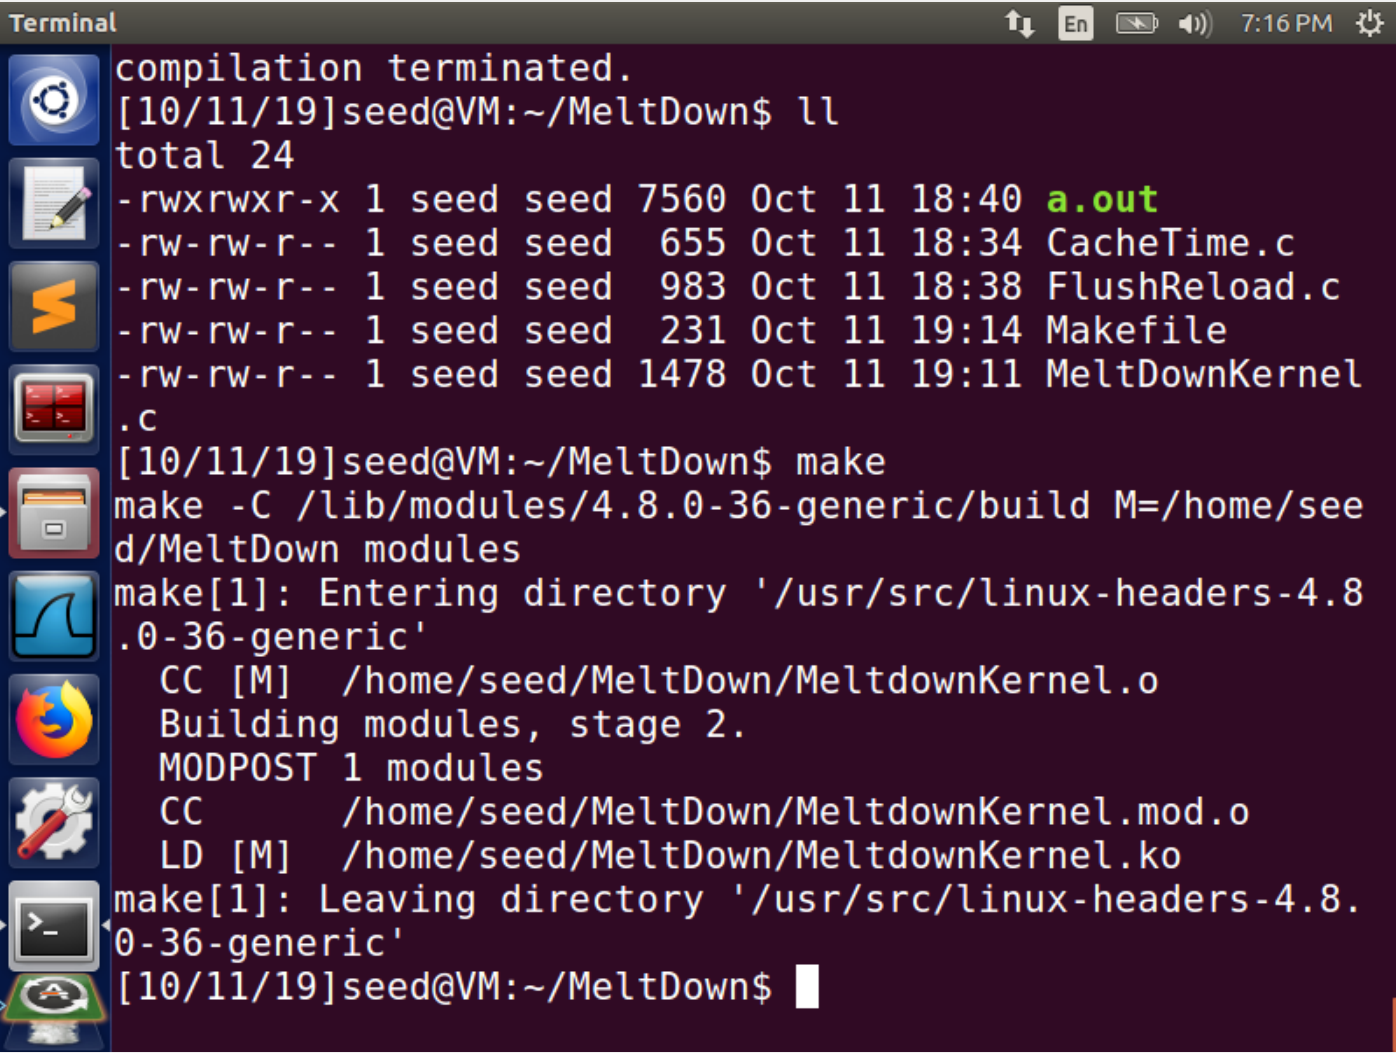 Terminal
En
7:16 PM
compilation terminated.
[10/11/19]seed@VM:~/MeltDown$ ll
total 24
-rwxrwxr-x 1 seed seed 7560 Oct 11 18:40 a.out
-rw-rw-r-- 1 seed seed  655 Oct 11 18:34 CacheTime.c
-rw-rw-r-- 1 seed seed  983 Oct 11 18:38 FlushReload.c
-rw-rw-r-- 1 seed seed  231 Oct 11 19:14 Makefile
-rw-rw-r-- 1 seed seed 1478 Oct 11 19:11 MeltDownKernel
.c
[10/11/19]seed@VM:~/MeltDown$ make
make -C /lib/modules/4.8.0-36-generic/build M=/home/see
d/MeltDown modules
make[1]: Entering directory '/usr/src/linux-headers-4.8
.0-36-generic'
  CC [M]  /home/seed/MeltDown/MeltdownKernel.o
  Building modules, stage 2.
  MODPOST 1 modules
  CC      /home/seed/MeltDown/MeltdownKernel.mod.o
  LD [M]  /home/seed/MeltDown/MeltdownKernel.ko
make[1]: Leaving directory '/usr/src/linux-headers-4.8.
0-36-generic'
[10/11/19]seed@VM:~/MeltDown$